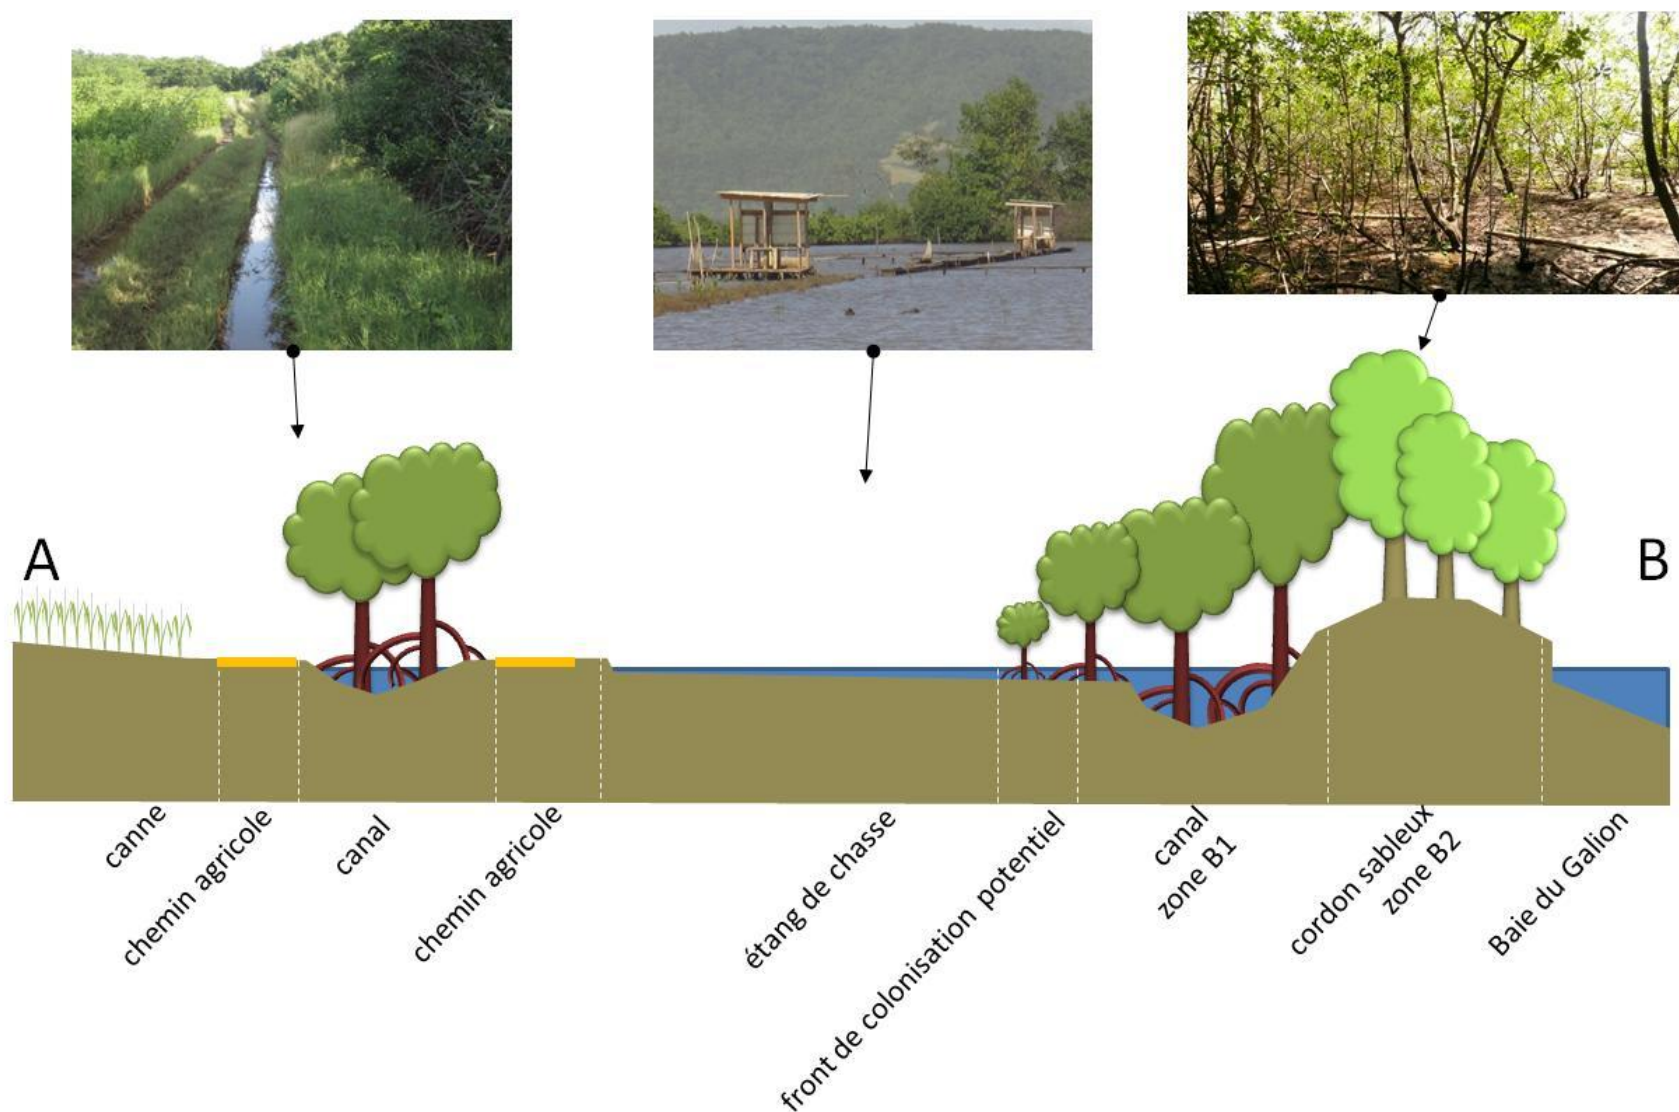 A
B
canne
chemin agricole
canal
chemin agricole
étang de chasse
front de colonisation potentiel
canal
zone B1
cordon sableux
zone B2
Baie du Galion